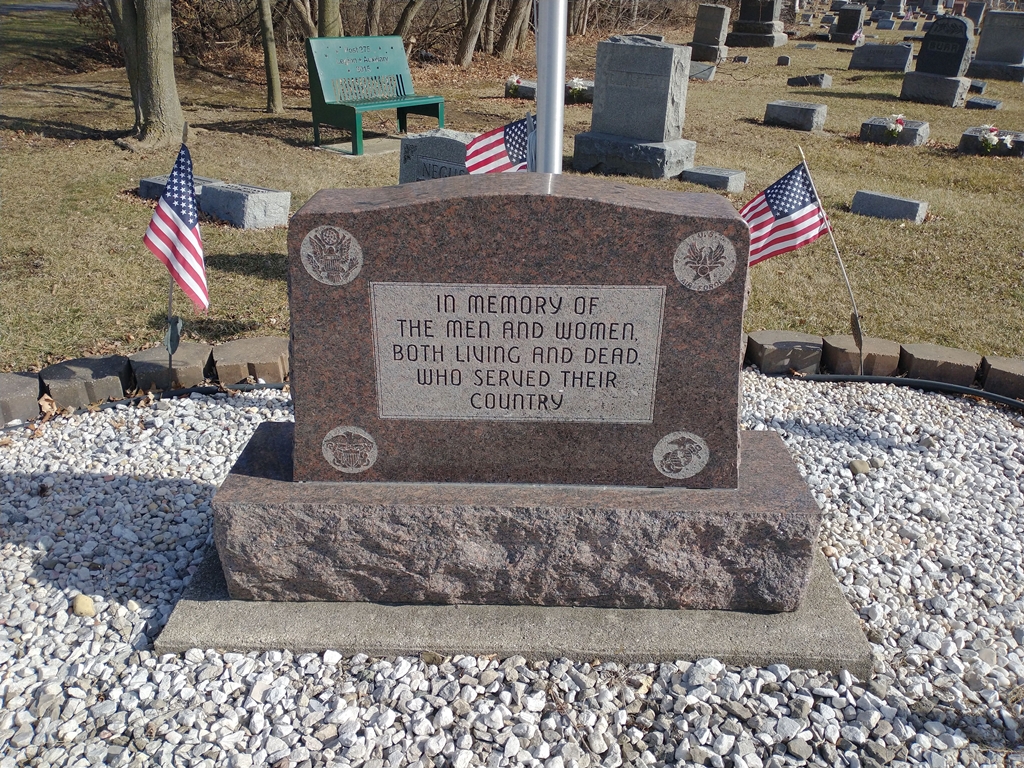 IN MEMORY OF
THE MEN AND WOMEN,
BOTH LIVING AND DEAD,
WHO SERVED THEIR
COUNTRY